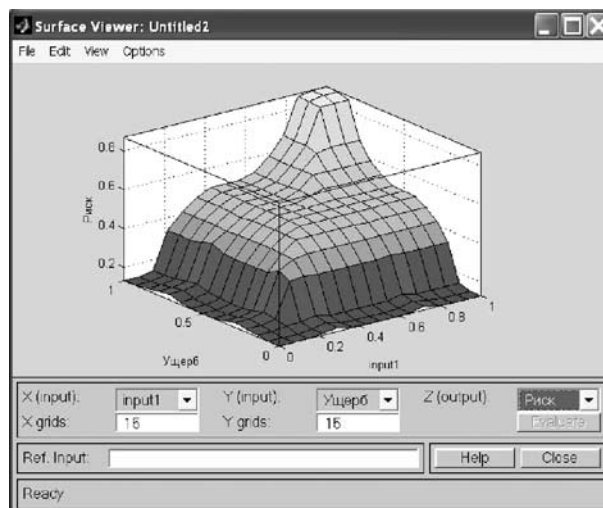 Surface Viewer: Untitled2
File Edit View Options
0.8
0.6
0.4
0.2
Риск
1
0.5
0
Ущерб
0
0.2
0.4
0.6
0.8
1
input1
X (input): input1 Y (input): Ущерб Z (output): Риск
X grids: 15 Y grids: 15 Evaluate
Ref. Input: Help Close
Ready